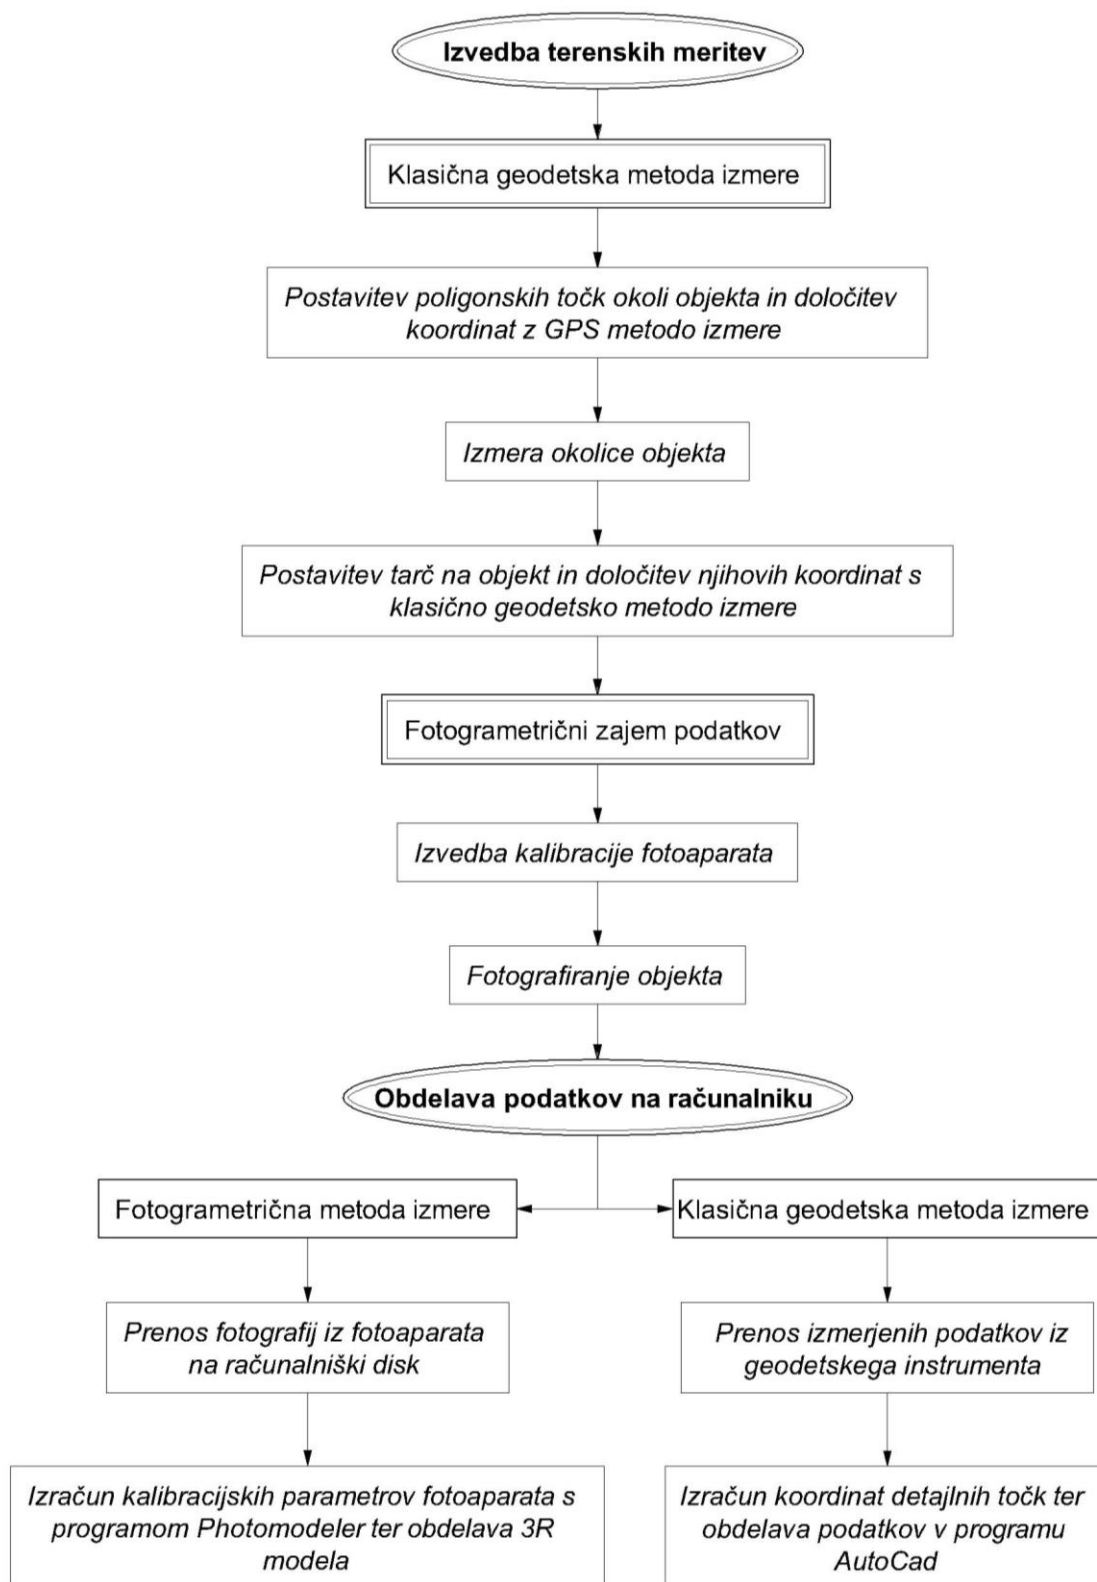 Izvedba terenskih meritev
Klasična geodetska metoda izmere
Postavitev poligonskih točk okoli objekta in določitev
koordinat z GPS metodo izmere
Izmera okolice objekta
Postavitev tarč na objekt in določitev njihovih koordinat s
klasično geodetsko metodo izmere
Fotogrametrični zajem podatkov
Izvedba kalibracije fotoaparata
Fotografiranje objekta
Obdelava podatkov na računalniku
Fotogrametrična metoda izmere
Klasična geodetska metoda izmere
Prenos fotografij iz fotoaparata
na računalniški disk
Prenos izmerjenih podatkov iz
geodetskega instrumenta
Izračun kalibracijskih parametrov fotoaparata s
programom Photomodeler ter obdelava 3R
modela
Izračun koordinat detajlnih točk ter
obdelava podatkov v programu
AutoCad